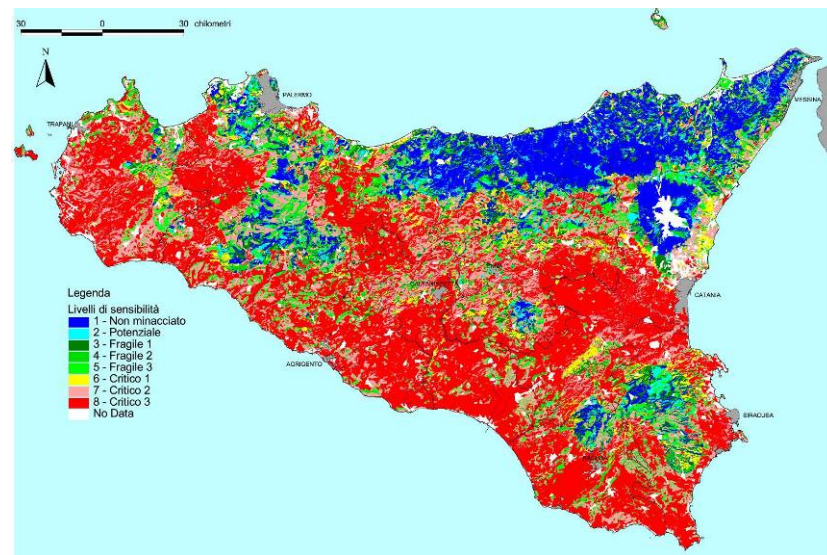 30 0 30 chilometri
N
PALERMO
MESSINA
TRAPANI
CATANIA
Legenda
Livelli di sensibilità
1 - Non minacciato
2 - Potenziale
3 - Fragile 1
4 - Fragile 2
5 - Fragile 3
6 - Critico 1
7 - Critico 2
8 - Critico 3
No Data
AGRIGENTO
SIRACUSA